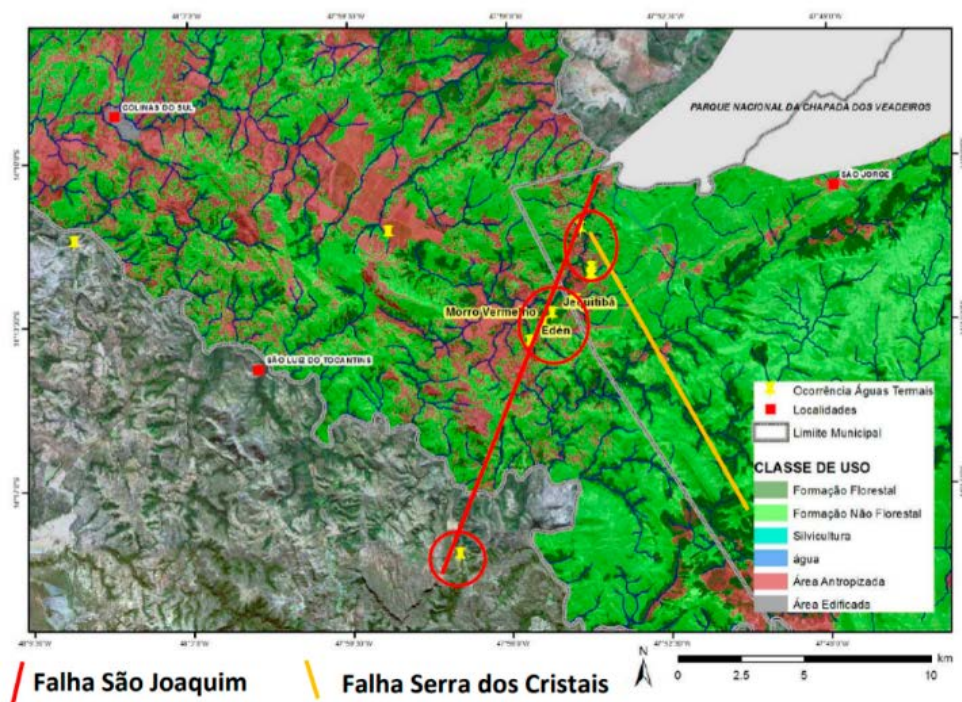 PARQUE NACIONAL DA CHAPADA DOS VEADEIROS
COLINAS DO SUL
SÃO JORGE
Jequitibá
Morro Vermelho
Edén
SÃO LUIZ DO TOCANTINS
Ocorrência Águas Termais
Localidades
Limiite Municipal
CLASSE DE USO
Formação Florestal
Formação Não Florestal
Silvicultura
água
Área Antropizada
Área Edificada
Falha São Joaquim
Falha Serra dos Cristais
N
km
0 2.5 5 10